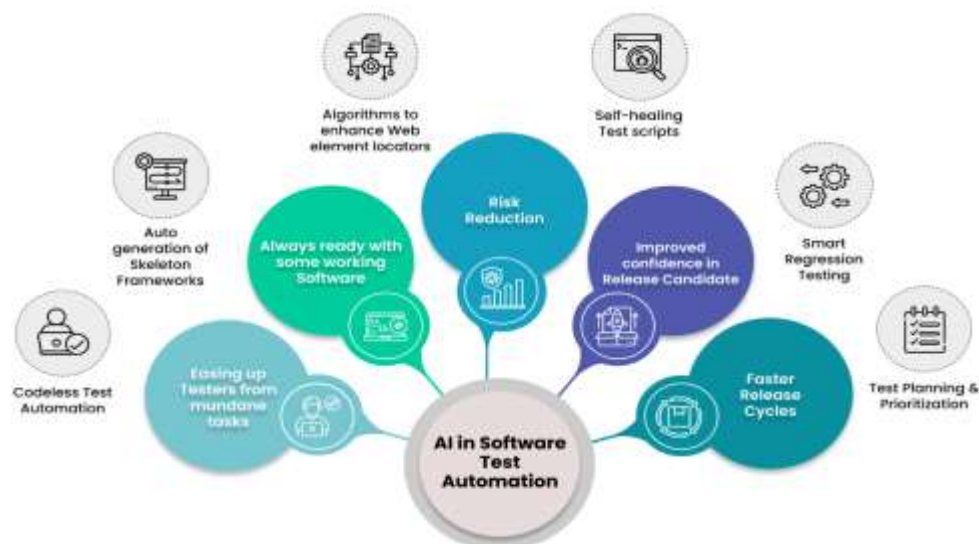 Algorithms to
enhance Web
element locators
Self-healing
Test scripts
Auto
generation of
Skeleton
Frameworks
Always ready with
some working
Software
Risk
Reduction
Improved
confidence in
Release Candidate
Smart
Regression
Testing
Codeless Test
Automation
Easing up
Testers from
mundane
tasks
Faster
Release
Cycles
Test Planning &
Prioritization
AI in Software
Test
Automation